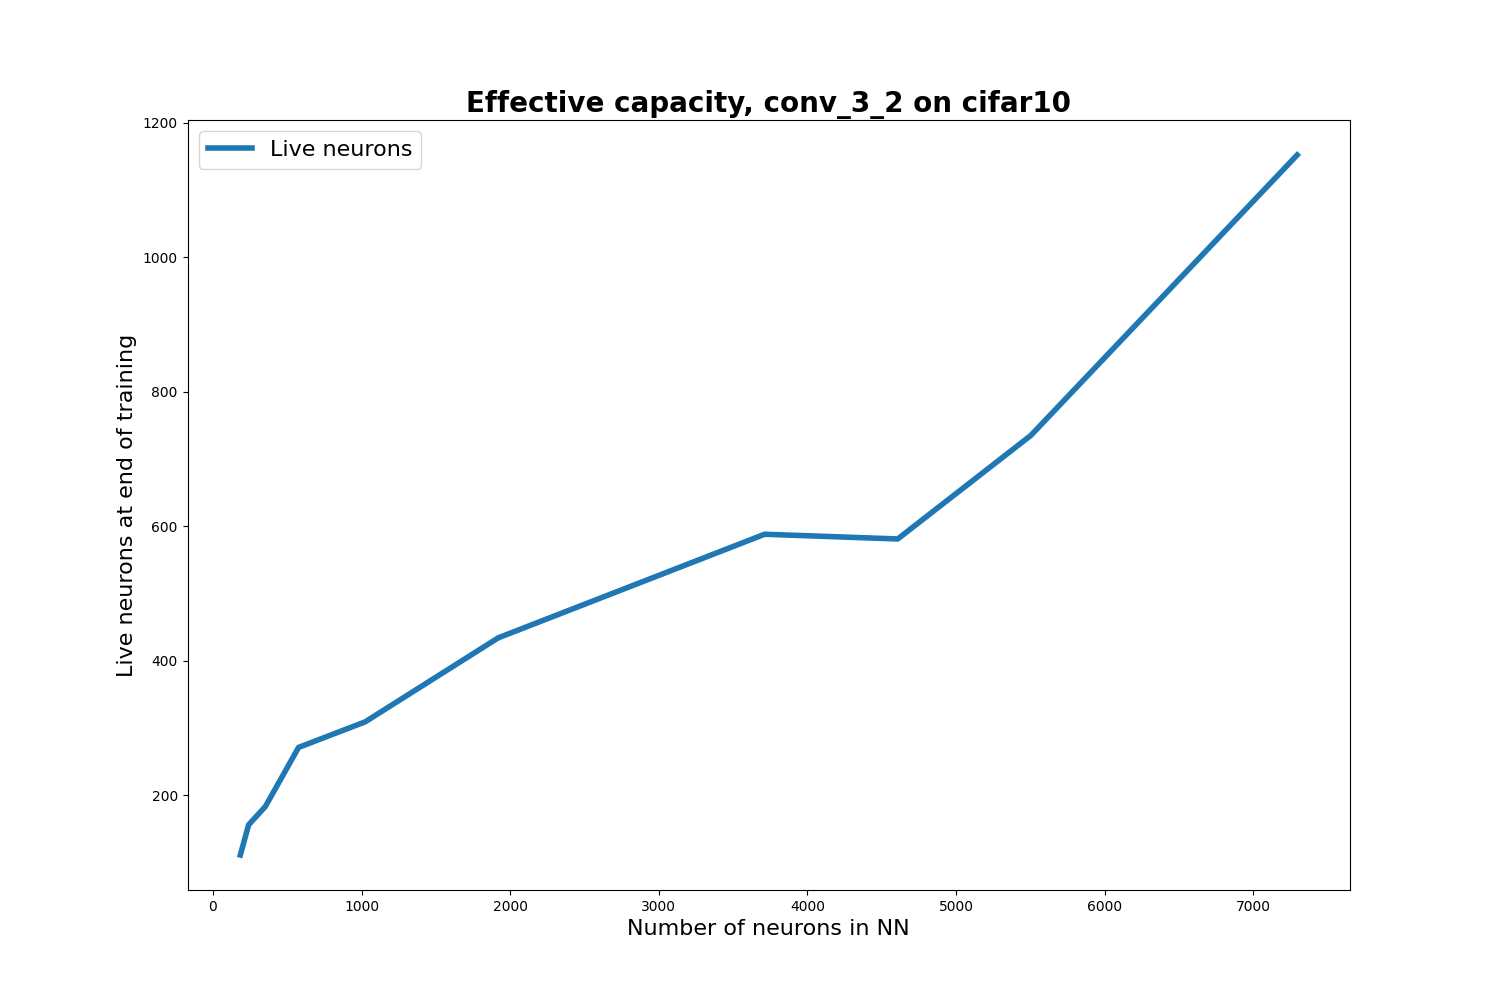 Effective capacity, conv_3_2 on cifar10
Live neurons
1200
1000
800
600
400
200
Live neurons at end of training
0 1000 2000 3000 4000 5000 6000 7000
Number of neurons in NN